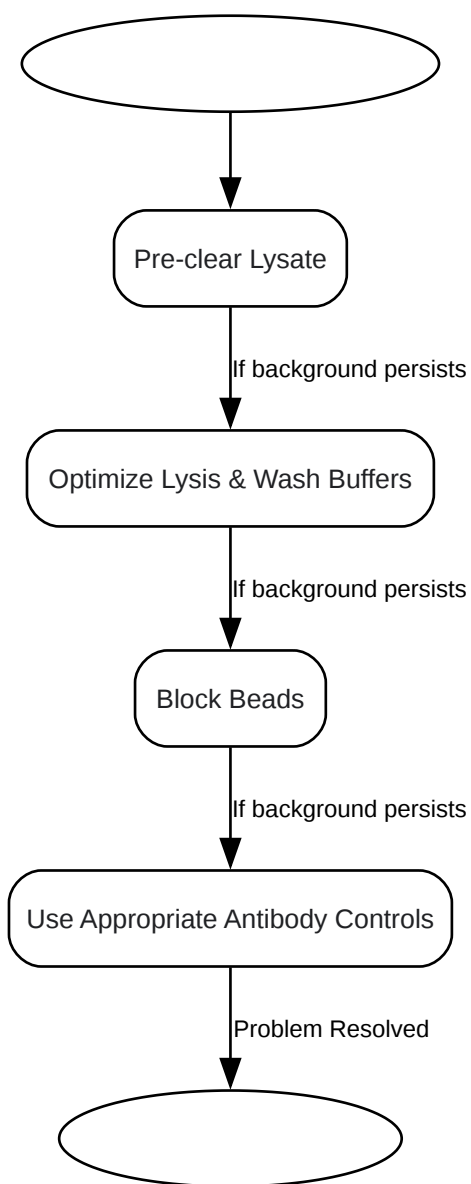 Pre-clear Lysate
If background persists
Optimize Lysis & Wash Buffers
If background persists
Block Beads
If background persists
Use Appropriate Antibody Controls
Problem Resolved